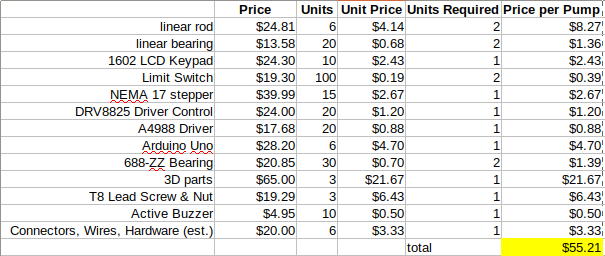 Price Units Unit Price Units Required Price per Pump
linear rod $24.81 6 $4.14 2 $8.27
linear bearing $13.58 20 $0.68 2 $1.36
1602 LCD Keypad $24.30 10 $2.43 1 $2.43
Limit Switch $19.30 100 $0.19 2 $0.39
NEMA 17 stepper $39.99 15 $2.67 1 $2.67
DRV8825 Driver Control $24.00 20 $1.20 1 $1.20
A4988 Driver $17.68 20 $0.88 1 $0.88
Arduino Uno $28.20 6 $4.70 1 $4.70
688-ZZ Bearing $20.85 30 $0.70 2 $1.39
3D parts $65.00 3 $21.67 1 $21.67
T8 Lead Screw & Nut $19.29 3 $6.43 1 $6.43
Active Buzzer $4.95 10 $0.50 1 $0.50
Connectors, Wires, Hardware (est.) $20.00 6 $3.33 1 $3.33
total $55.21